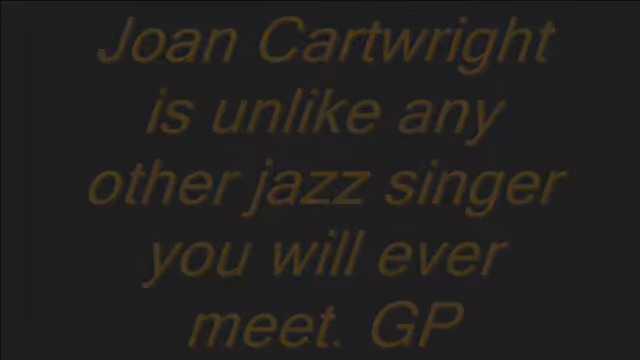 Joan Cartwright
is unlike any
other jazz singer
you will ever
meet. GP